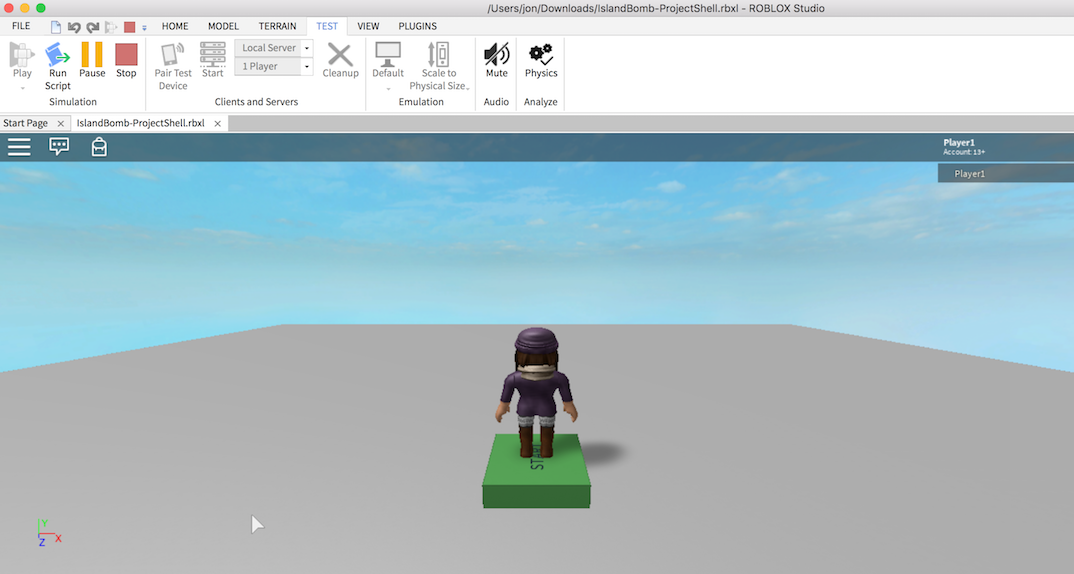 /Users/jon/Downloads/IslandBomb-ProjectShell.rbxl - ROBLOX Studio
FILE HOME MODEL TERRAIN TEST VIEW PLUGINS
Play Run Script Pause Stop
Simulation
Pair Test Device Start Local Server 1 Player Cleanup
Clients and Servers
Default Scale to Physical Size
Emulation
Mute
Audio
Physics
Analyze
Start Page IslandBomb-ProjectShell.rbxl
Player1
Account: 13+
Player1
Y
X
Z